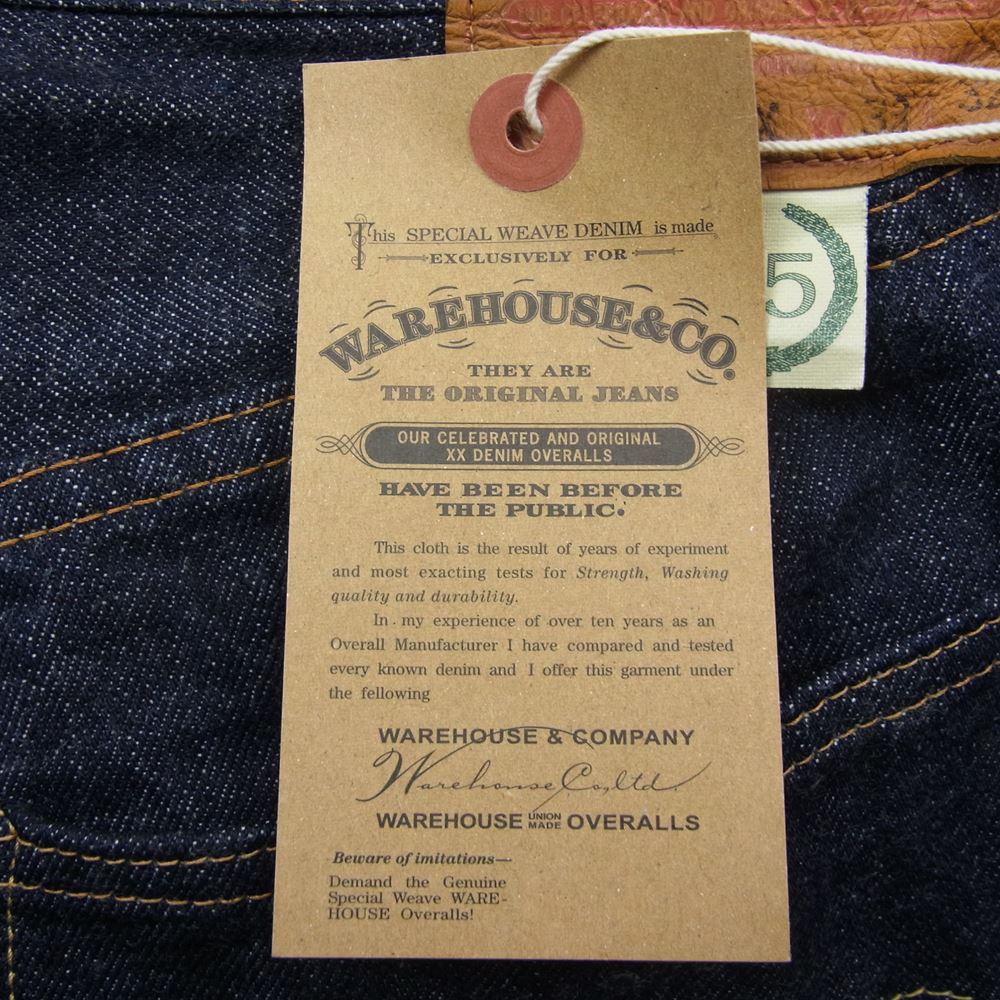 This SPECIAL WEAVE DENIM is made
EXCLUSIVELY FOR
WAREHOUSE&CO.
5
THEY ARE
THE ORIGINAL JEANS
OUR CELEBRATED AND ORIGINAL
XX DENIM OVERALLS
HAVE BEEN BEFORE
THE PUBLIC.
This cloth is the result of years of experiment
and most exacting tests for Strength, Washing
quality and durability.
In . my experience of over ten years as an
Overall Manufacturer I have compared and tested
every known denim and I offer this garment under
the fellowing
WAREHOUSE & COMPANY
Warehouse Co,ltd.
WAREHOUSE UNION MADE OVERALLS
Beware of imitations—
Demand the Genuine
Special Weave WARE-
HOUSE Overalls!